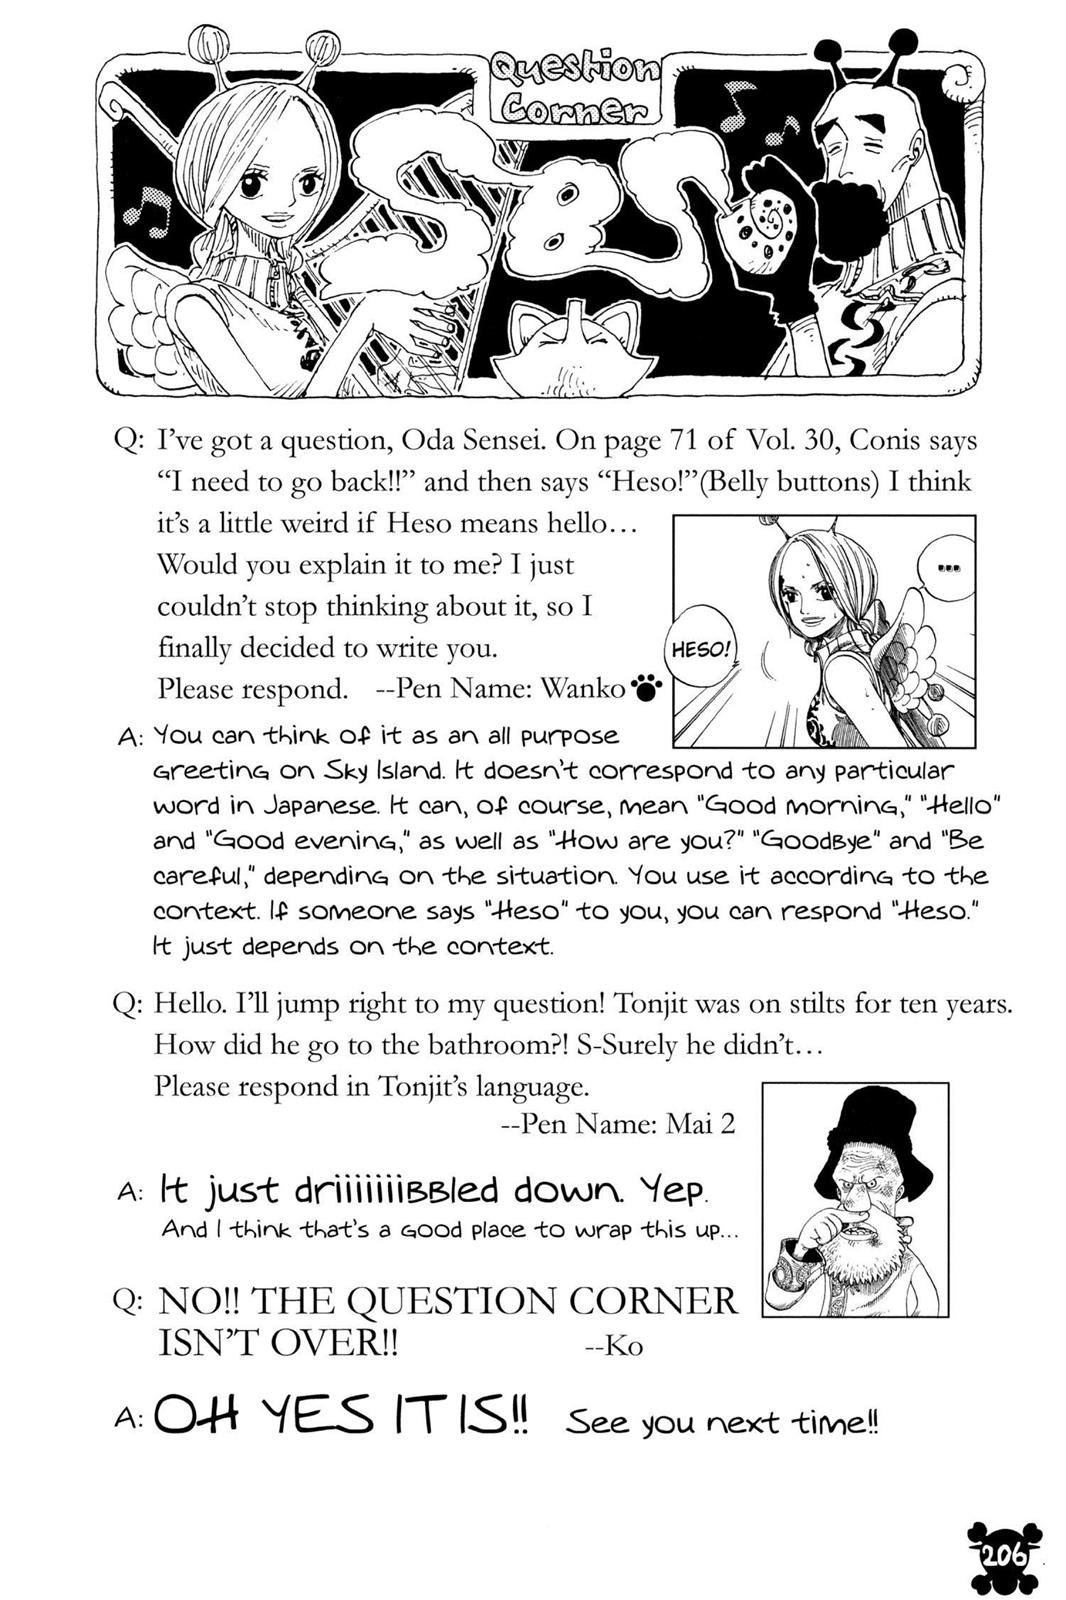 Question
Corner
SBS
Q: I've got a question, Oda Sensei. On page 71 of Vol. 30, Conis says
"I need to go back!!" and then says "Heso!"(Belly buttons) I think
it's a little weird if Heso means hello...
Would you explain it to me? I just
couldn't stop thinking about it, so I
finally decided to write you.
Please respond. --Pen Name: Wanko
...
HESO!
A: You can think of it as an all purpose
greeting on Sky Island. It doesn't correspond to any particular
word in Japanese. It can, of course, mean "Good morning," "Hello"
and "Good evening," as well as "How are you?" "Goodbye" and "Be
careful," depending on the situation. You use it according to the
context. If someone says "Heso" to you, you can respond "Heso."
It just depends on the context.
Q: Hello. I'll jump right to my question! Tonjit was on stilts for ten years.
How did he go to the bathroom?! S-Surely he didn't...
Please respond in Tonjit's language.
--Pen Name: Mai 2
A: It just driiiiiiibbled down. Yep.
And I think that's a good place to wrap this up...
Q: NO!! THE QUESTION CORNER
ISN'T OVER!! --Ko
A: OH YES IT IS!! See you next time!!
206